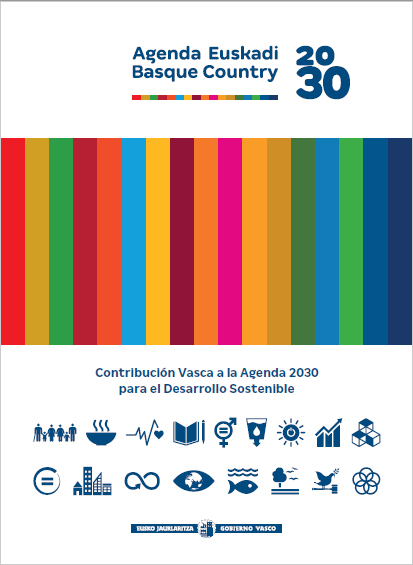 Agenda Euskadi
Basque Country
20
30
Contribución Vasca a la Agenda 2030
para el Desarrollo Sostenible
EUSKO JAURLARITZA GOBIERNO VASCO